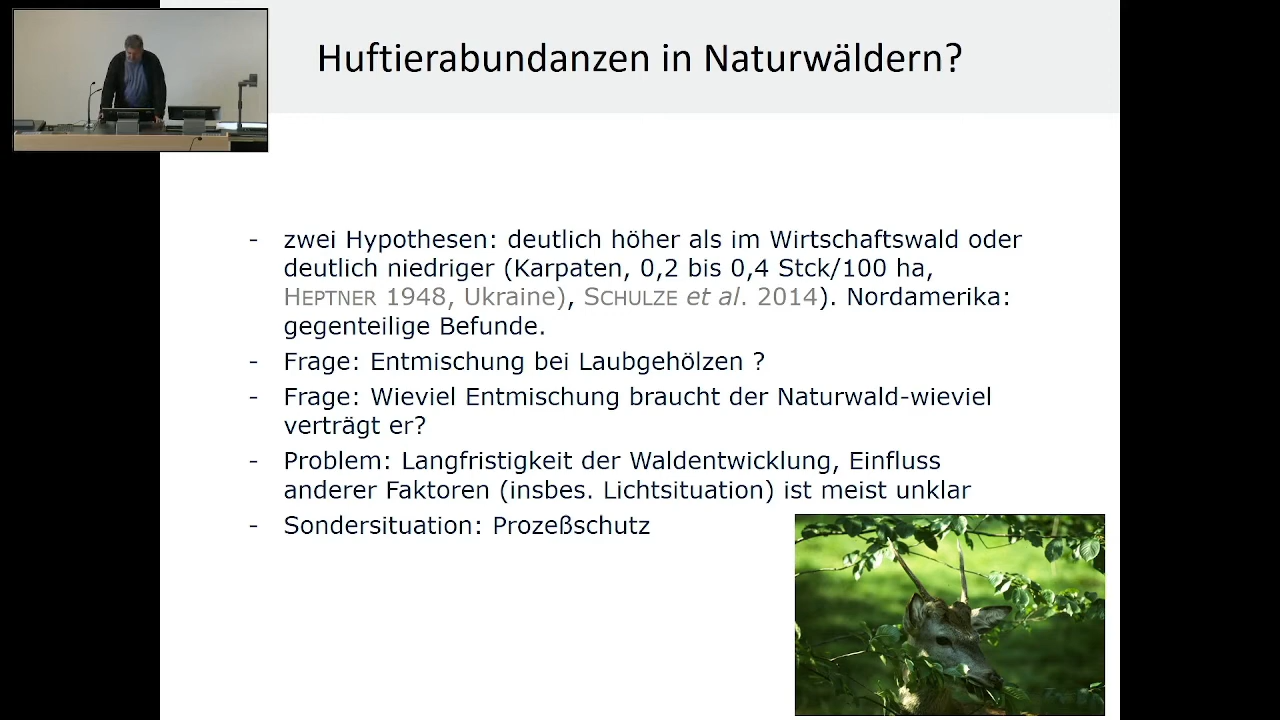 Huftierabundanzen in Naturwäldern?
- zwei Hypothesen: deutlich höher als im Wirtschaftswald oder
deutlich niedriger (Karpaten, 0,2 bis 0,4 Stck/100 ha,
HEPTNER 1948, Ukraine), SCHULZE et al. 2014). Nordamerika:
gegenteilige Befunde.
- Frage: Entmischung bei Laubgehölzen ?
- Frage: Wieviel Entmischung braucht der Naturwald-wieviel
verträgt er?
- Problem: Langfristigkeit der Waldentwicklung, Einfluss
anderer Faktoren (insbes. Lichtsituation) ist meist unklar
- Sondersituation: Prozeßschutz